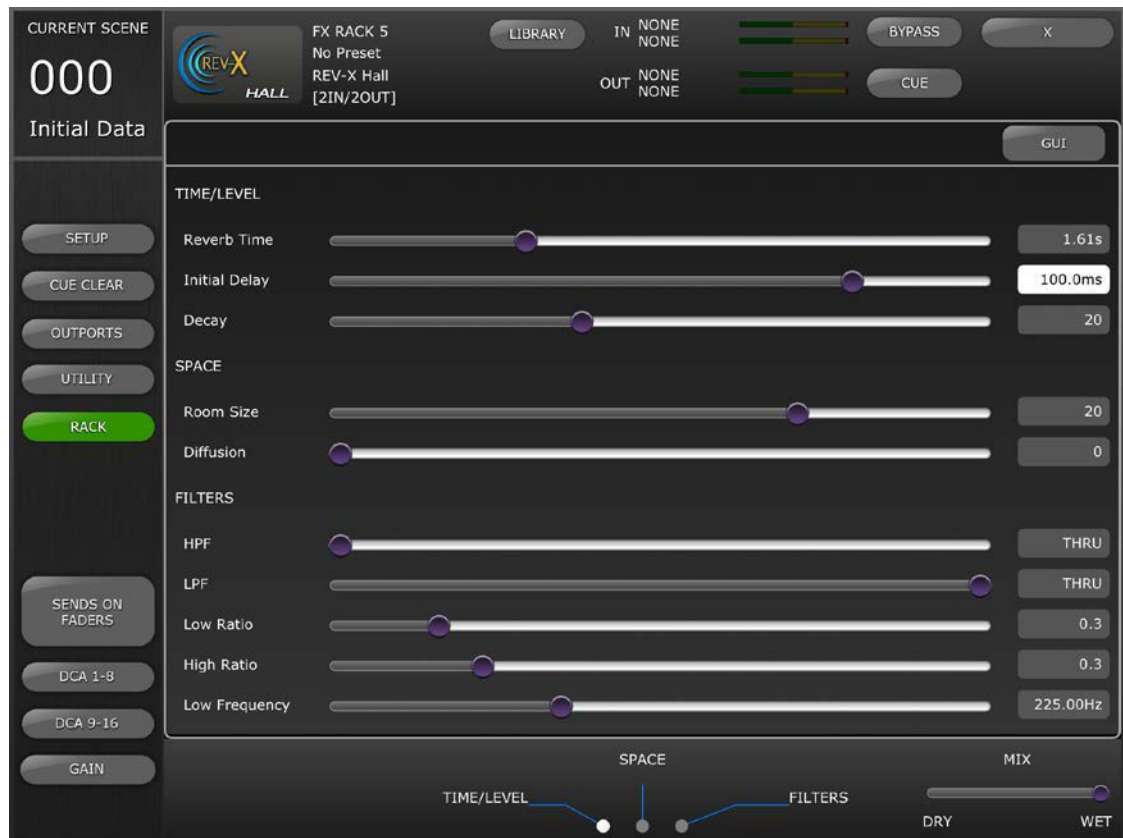 CURRENT SCENE
000
Initial Data
SETUP
CUE CLEAR
OUTPORTS
UTILITY
RACK
SENDS ON
FADERS
DCA 1-8
DCA 9-16
GAIN
REV-X
HALL
FX RACK 5
No Preset
REV-X Hall
[2IN/2OUT]
LIBRARY
IN NONE
NONE
OUT NONE
NONE
BYPASS
CUE
X
GUI
TIME/LEVEL
Reverb Time 1.61s
Initial Delay 100.0ms
Decay 20
SPACE
Room Size 20
Diffusion 0
FILTERS
HPF THRU
LPF THRU
Low Ratio 0.3
High Ratio 0.3
Low Frequency 225.00Hz
SPACE
TIME/LEVEL
FILTERS
MIX
DRY WET